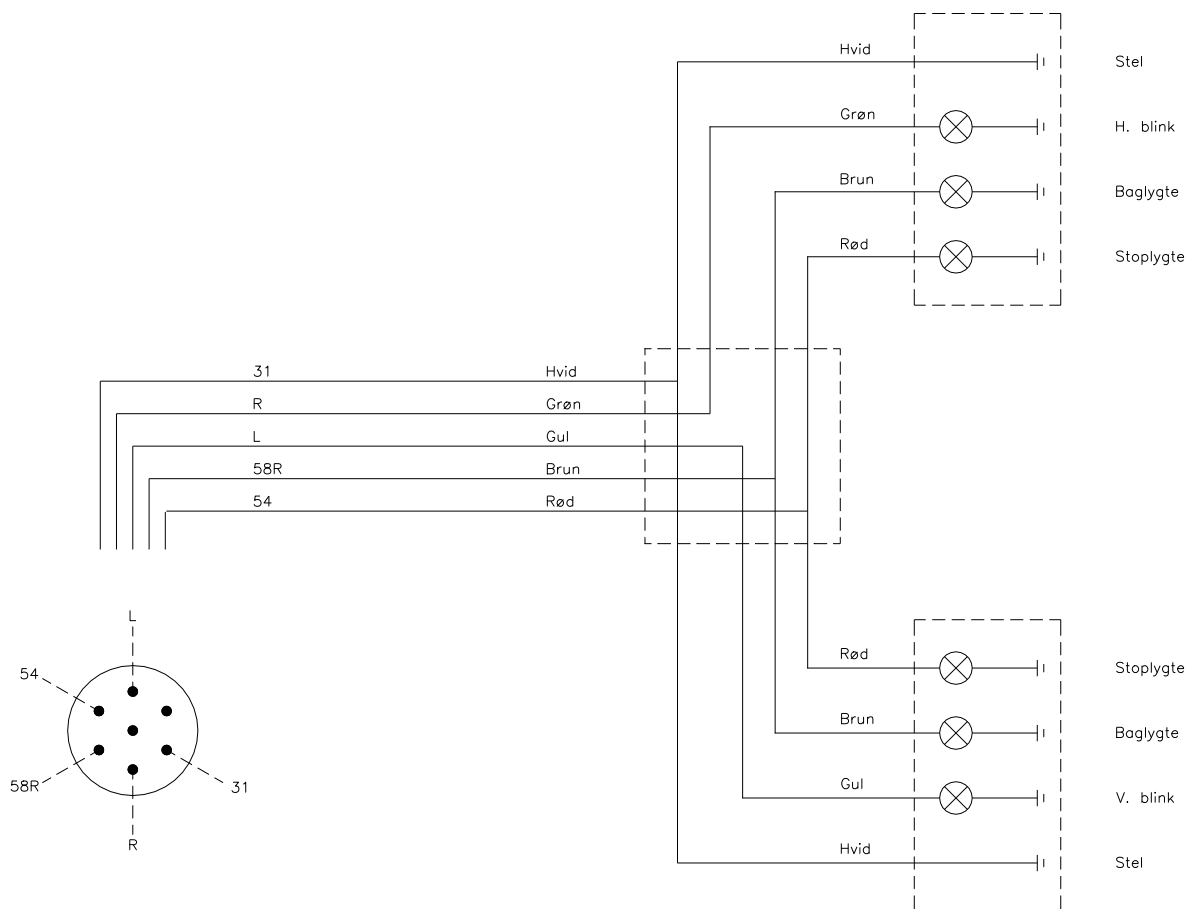 Hvid Stel
Grøn H. blink
Brun Baglygte
Rød Stoplygte
31 Hvid
R Grøn
L Gul
58R Brun
54 Rød
L
54
58R
31
R
Rød Stoplygte
Brun Baglygte
Gul V. blink
Hvid Stel